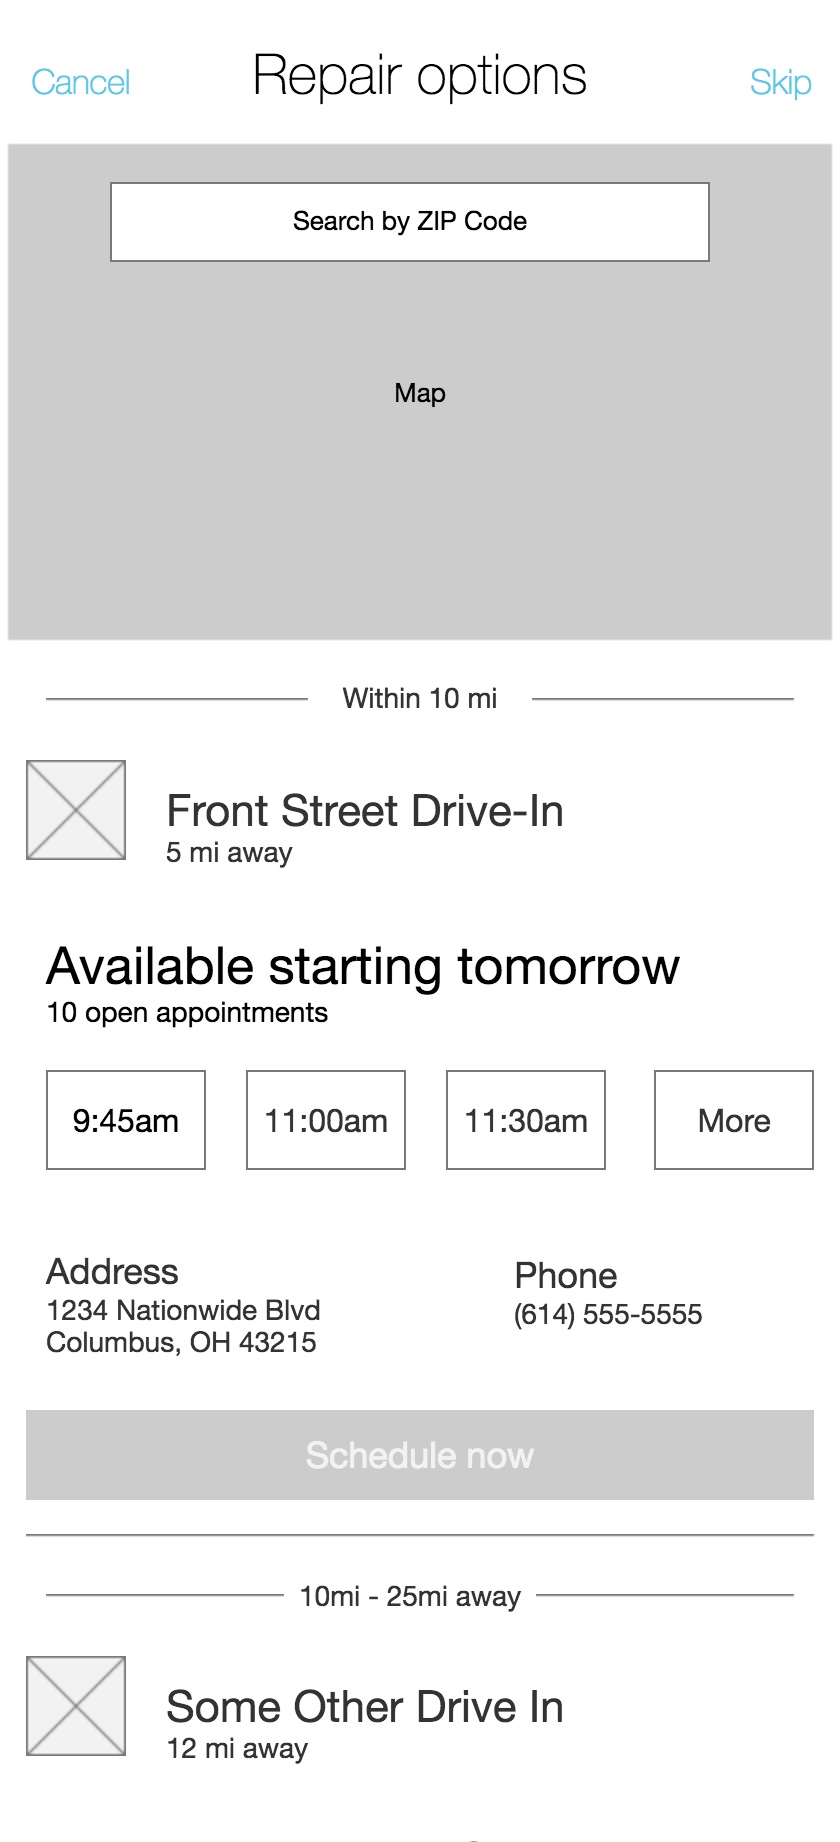 Cancel
Repair options
Skip
Search by ZIP Code
Map
Within 10 mi
Front Street Drive-In
5 mi away
Available starting tomorrow
10 open appointments
9:45am
11:00am
11:30am
More
Address
1234 Nationwide Blvd
Columbus, OH 43215
Phone
(614) 555-5555
Schedule now
10mi - 25mi away
Some Other Drive In
12 mi away